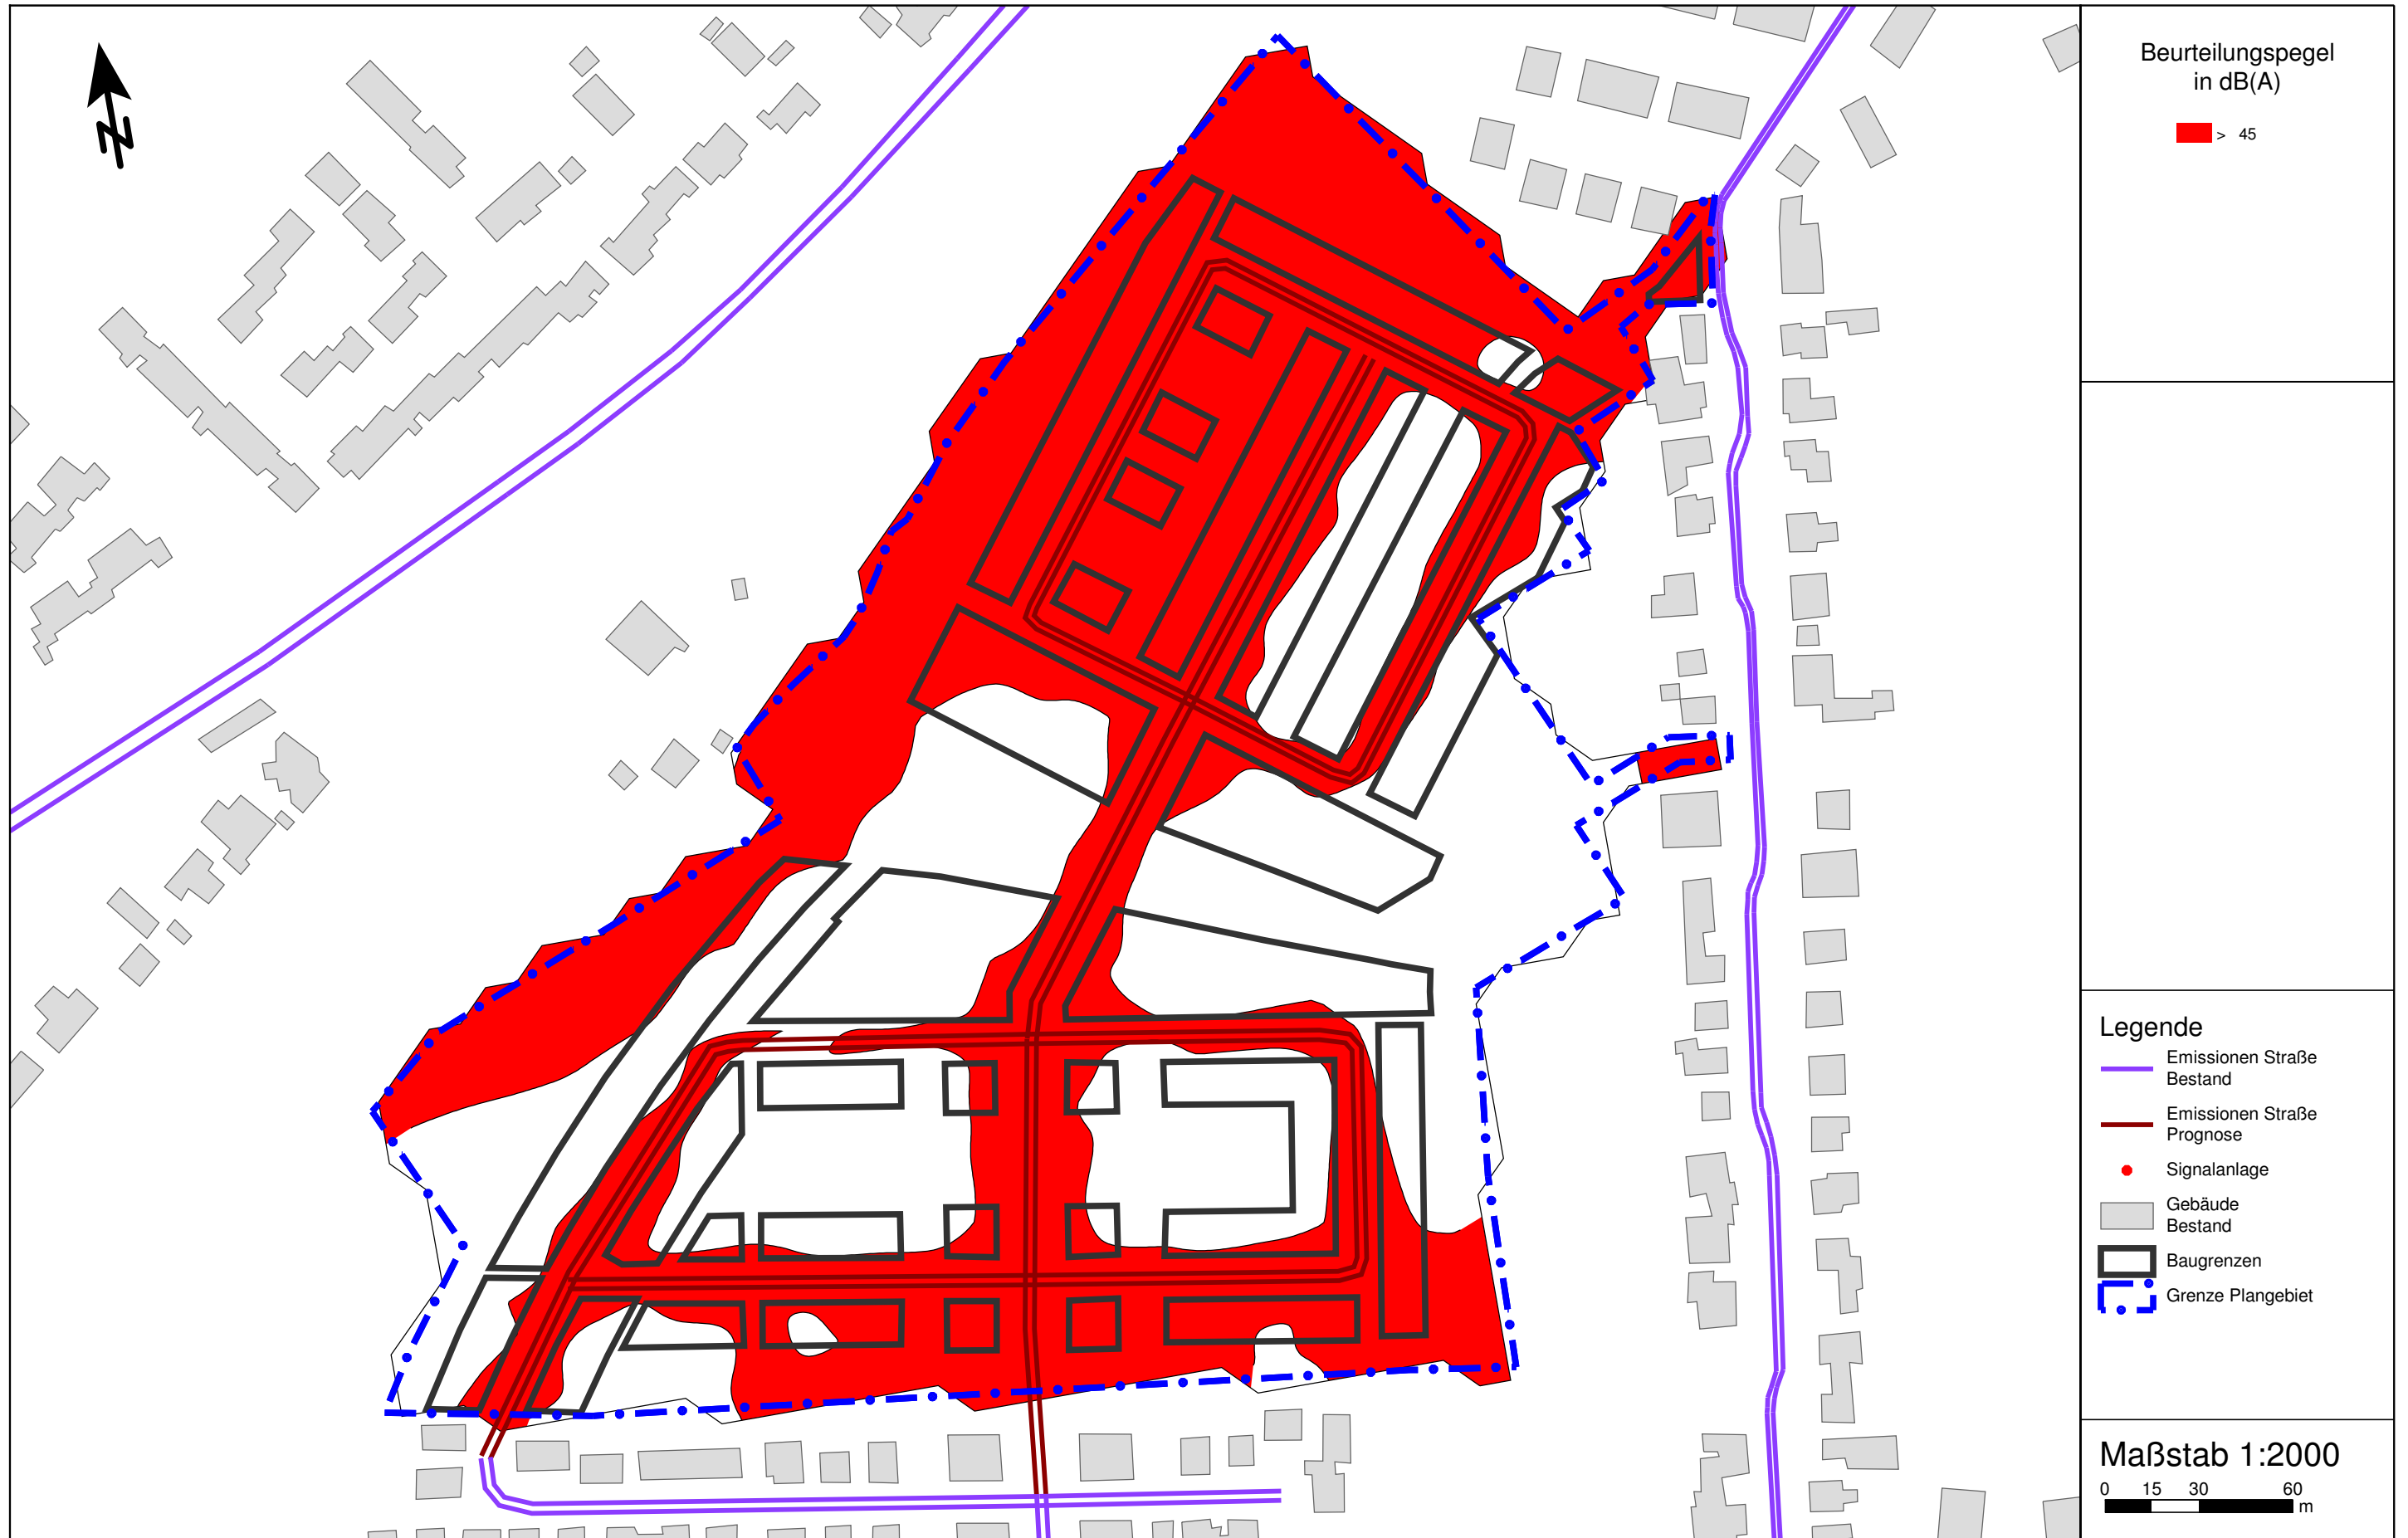 Beurteilungspegel
in dB(A)
> 45
Legende
Emissionen Straße
Bestand
Emissionen Straße
Prognose
Signalanlage
Gebäude
Bestand
Baugrenzen
Grenze Plangebiet
Maßstab 1:2000
0 15 30 60
m